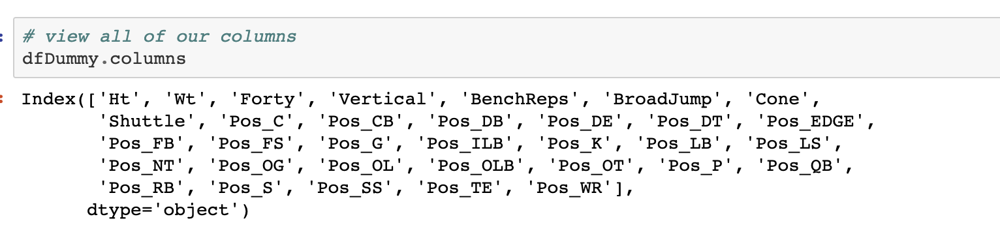 # view all of our columns
dfDummy.columns
Index(['Ht', 'Wt', 'Forty', 'Vertical', 'BenchReps', 'BroadJump', 'Cone',
'Shuttle', 'Pos_C', 'Pos_CB', 'Pos_DB', 'Pos_DE', 'Pos_DT', 'Pos_EDGE',
'Pos_FB', 'Pos_FS', 'Pos_G', 'Pos_ILB', 'Pos_K', 'Pos_LB', 'Pos_LS',
'Pos_NT', 'Pos_OG', 'Pos_OL', 'Pos_OLB', 'Pos_OT', 'Pos_P', 'Pos_QB',
'Pos_RB', 'Pos_S', 'Pos_SS', 'Pos_TE', 'Pos_WR'],
dtype='object')